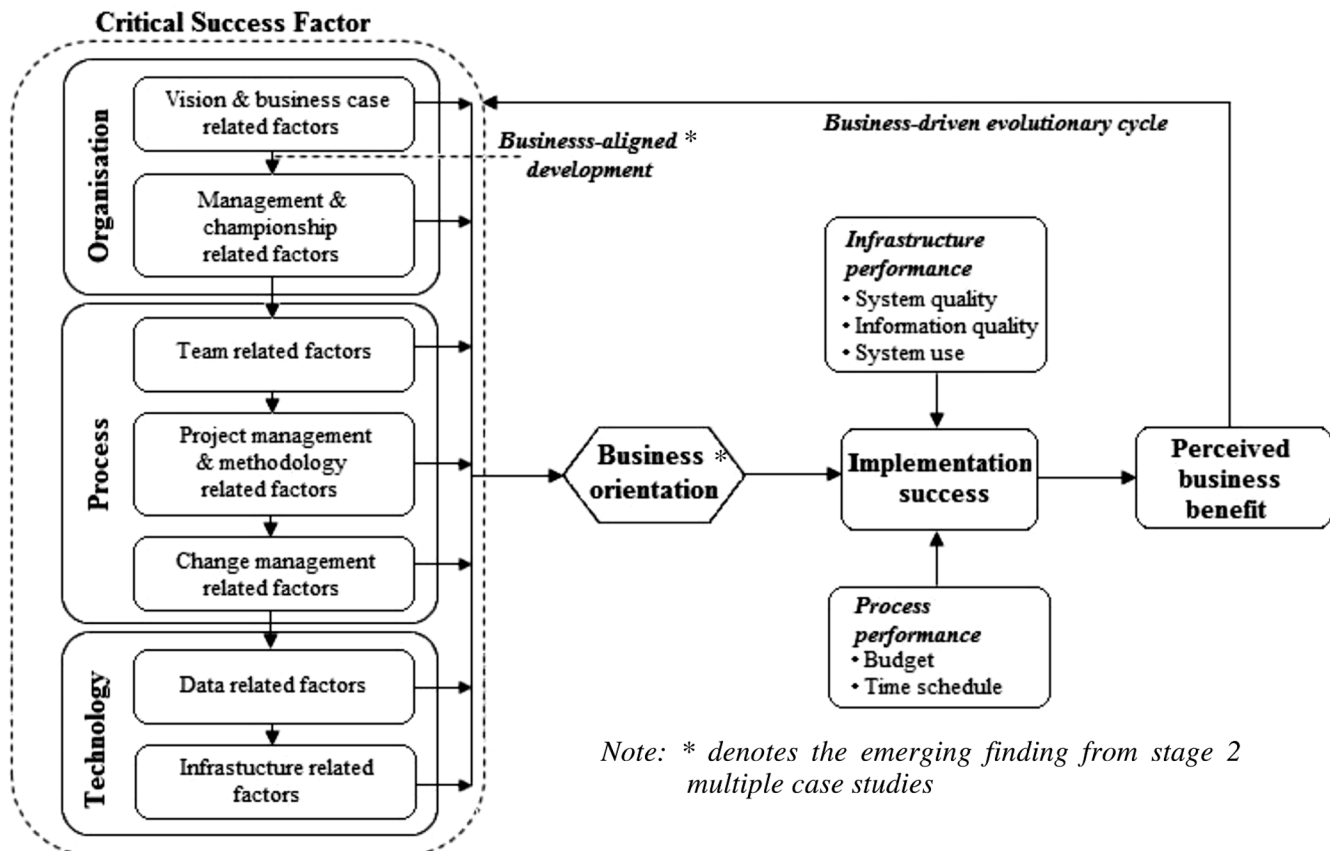 Critical Success Factor
Organisation
Vision & business case
related factors
Management &
championship
related factors
Process
Team related factors
Project management
& methodology
related factors
Change management
related factors
Technology
Data related factors
Infrastucture related
factors
Businesss-aligned *
development
Business-driven evolutionary cycle
Business *
orientation
Infrastructure
performance
• System quality
• Information quality
• System use
Implementation
success
Process
performance
• Budget
• Time schedule
Perceived
business
benefit
Note: * denotes the emerging finding from stage 2
multiple case studies